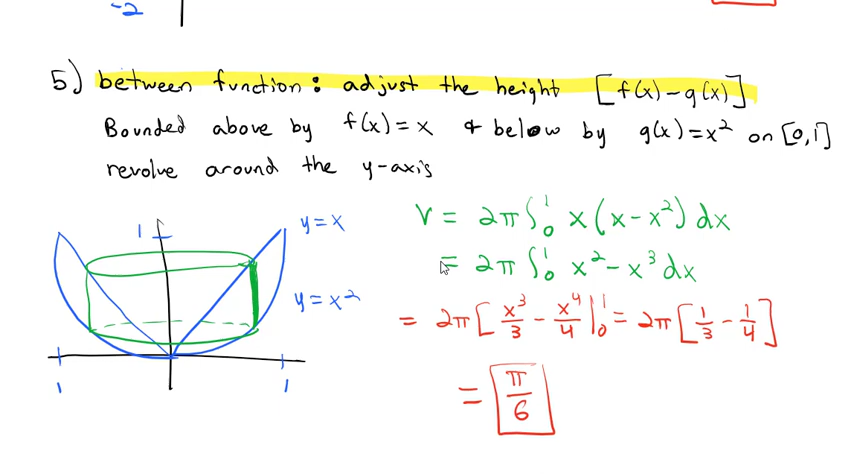 -2
5) between function: adjust the height [f(x) - g(x)]
Bounded above by f(x) = x & below by g(x) = x² on [0,1]
revolve around the y-axis
1
y = x
y = x²
1
1
V = 2π ∫₀¹ x (x - x²) dx
= 2π ∫₀¹ x² - x³ dx
= 2π [ x³/3 - x⁴/4 |₀¹ = 2π [ 1/3 - 1/4 ]
= π/6